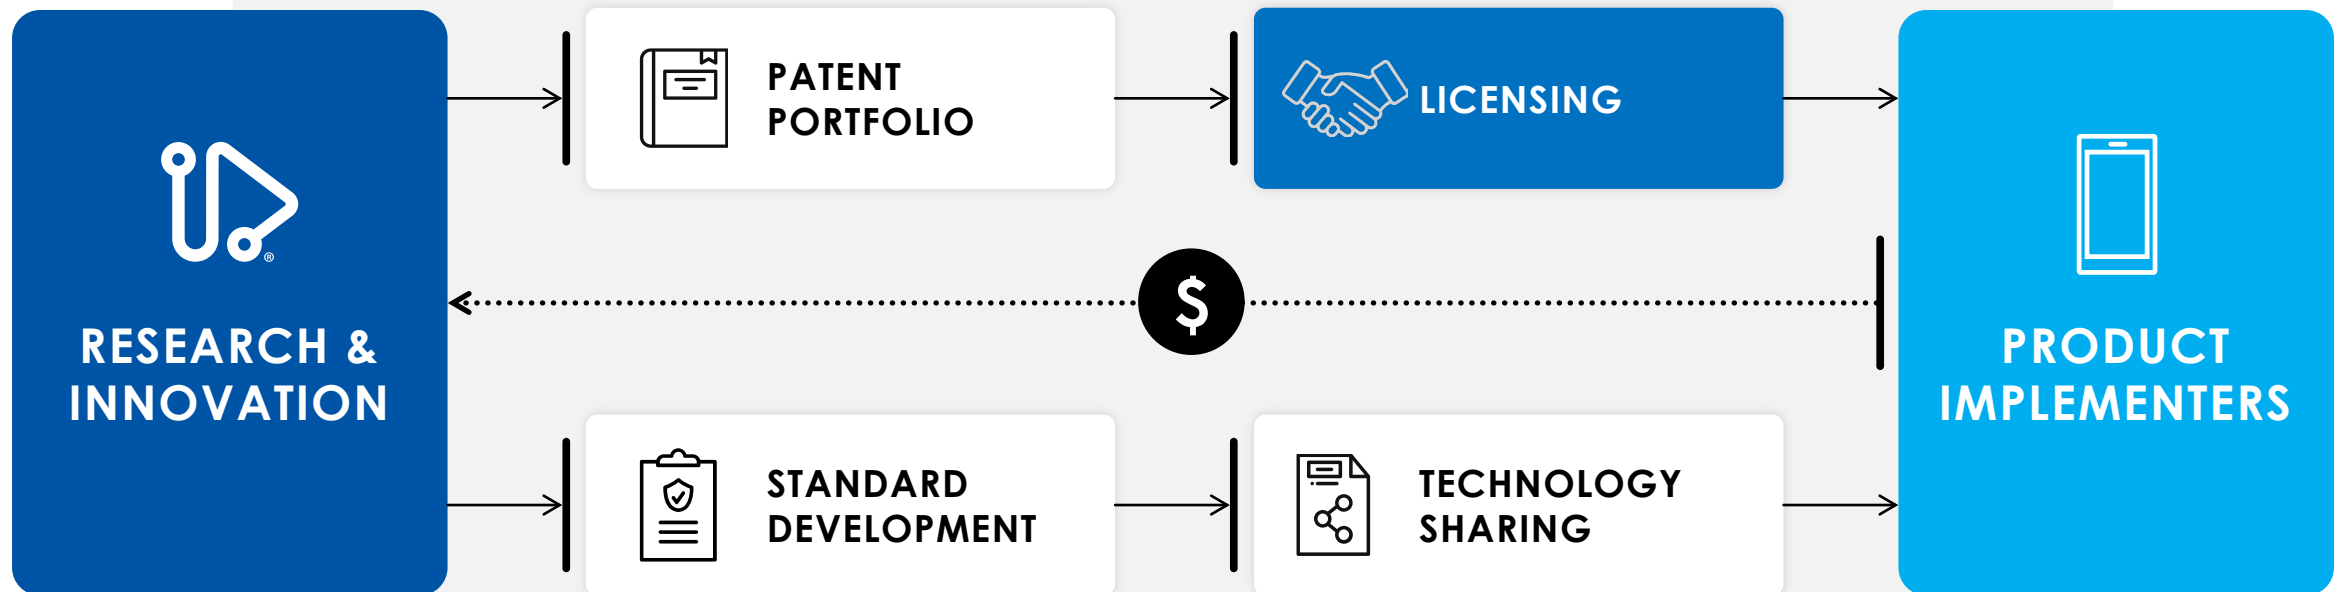 RESEARCH &
INNOVATION
PATENT
PORTFOLIO
LICENSING
$
STANDARD
DEVELOPMENT
TECHNOLOGY
SHARING
PRODUCT
IMPLEMENTERS
®